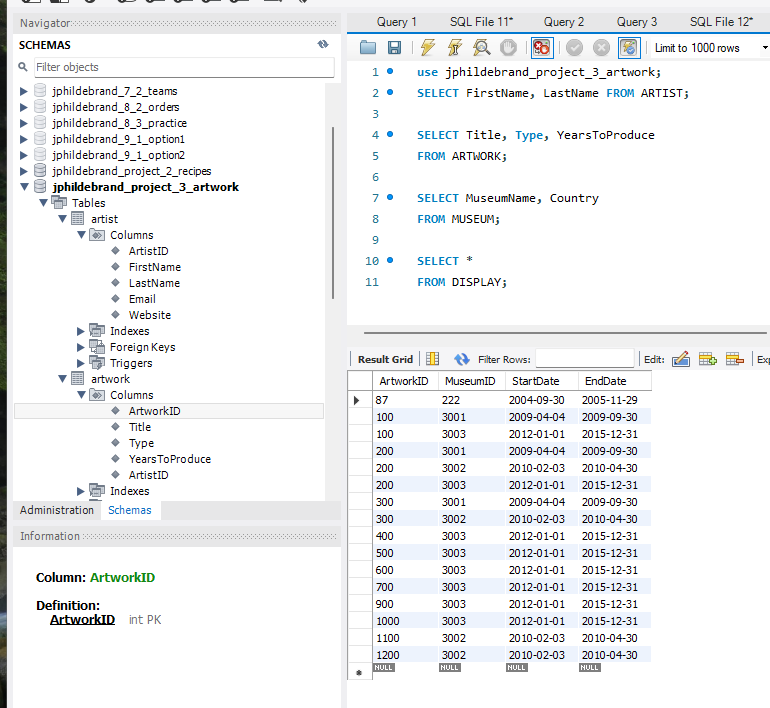 Navigator
SCHEMAS
Filter objects
jphildebrand_7_2_teams
jphildebrand_8_2_orders
jphildebrand_8_3_practice
jphildebrand_9_1_option1
jphildebrand_9_1_option2
jphildebrand_project_2_recipes
jphildebrand_project_3_artwork
Tables
artist
Columns
ArtistID
FirstName
LastName
Email
Website
Indexes
Foreign Keys
Triggers
artwork
Columns
ArtworkID
Title
Type
YearsToProduce
ArtistID
Indexes
Administration Schemas
Information
Column: ArtworkID
Definition:
ArtworkID int PK
Query 1 SQL File 11* Query 2 Query 3 SQL File 12*
Limit to 1000 rows
1 use jphildebrand_project_3_artwork;
2 SELECT FirstName, LastName FROM ARTIST;
3
4 SELECT Title, Type, YearsToProduce
5 FROM ARTWORK;
6
7 SELECT MuseumName, Country
8 FROM MUSEUM;
9
10 SELECT *
11 FROM DISPLAY;
Result Grid Filter Rows: Edit: Exp
ArtworkID MuseumID StartDate EndDate
87 222 2004-09-30 2005-11-29
100 3001 2009-04-04 2009-09-30
100 3003 2012-01-01 2015-12-31
200 3001 2009-04-04 2009-09-30
200 3002 2010-02-03 2010-04-30
200 3003 2012-01-01 2015-12-31
300 3001 2009-04-04 2009-09-30
300 3002 2010-02-03 2010-04-30
400 3003 2012-01-01 2015-12-31
500 3003 2012-01-01 2015-12-31
600 3003 2012-01-01 2015-12-31
700 3003 2012-01-01 2015-12-31
900 3003 2012-01-01 2015-12-31
1000 3003 2012-01-01 2015-12-31
1100 3002 2010-02-03 2010-04-30
1200 3002 2010-02-03 2010-04-30
NULL NULL NULL NULL